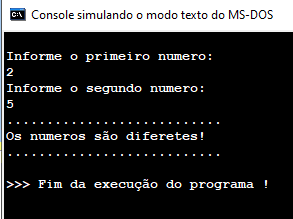 C:\ Console simulando o modo texto do MS-DOS
Informe o primeiro numero:
2
Informe o segundo numero:
5
...........................
Os numeros são diferetes!
...........................
>>> Fim da execução do programa !